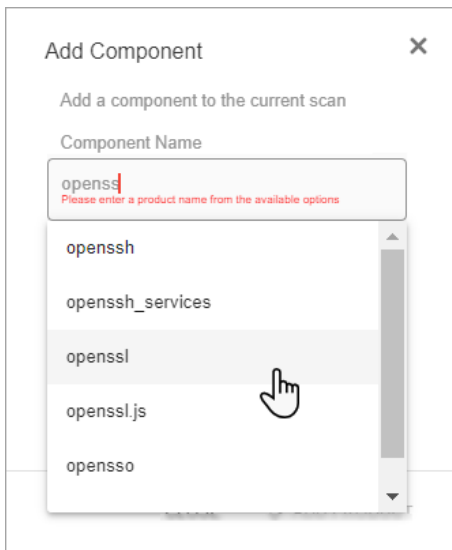 Add Component
Add a component to the current scan
Component Name
openss
Please enter a product name from the available options
openssh
openssh_services
openssl
openssl.js
opensso